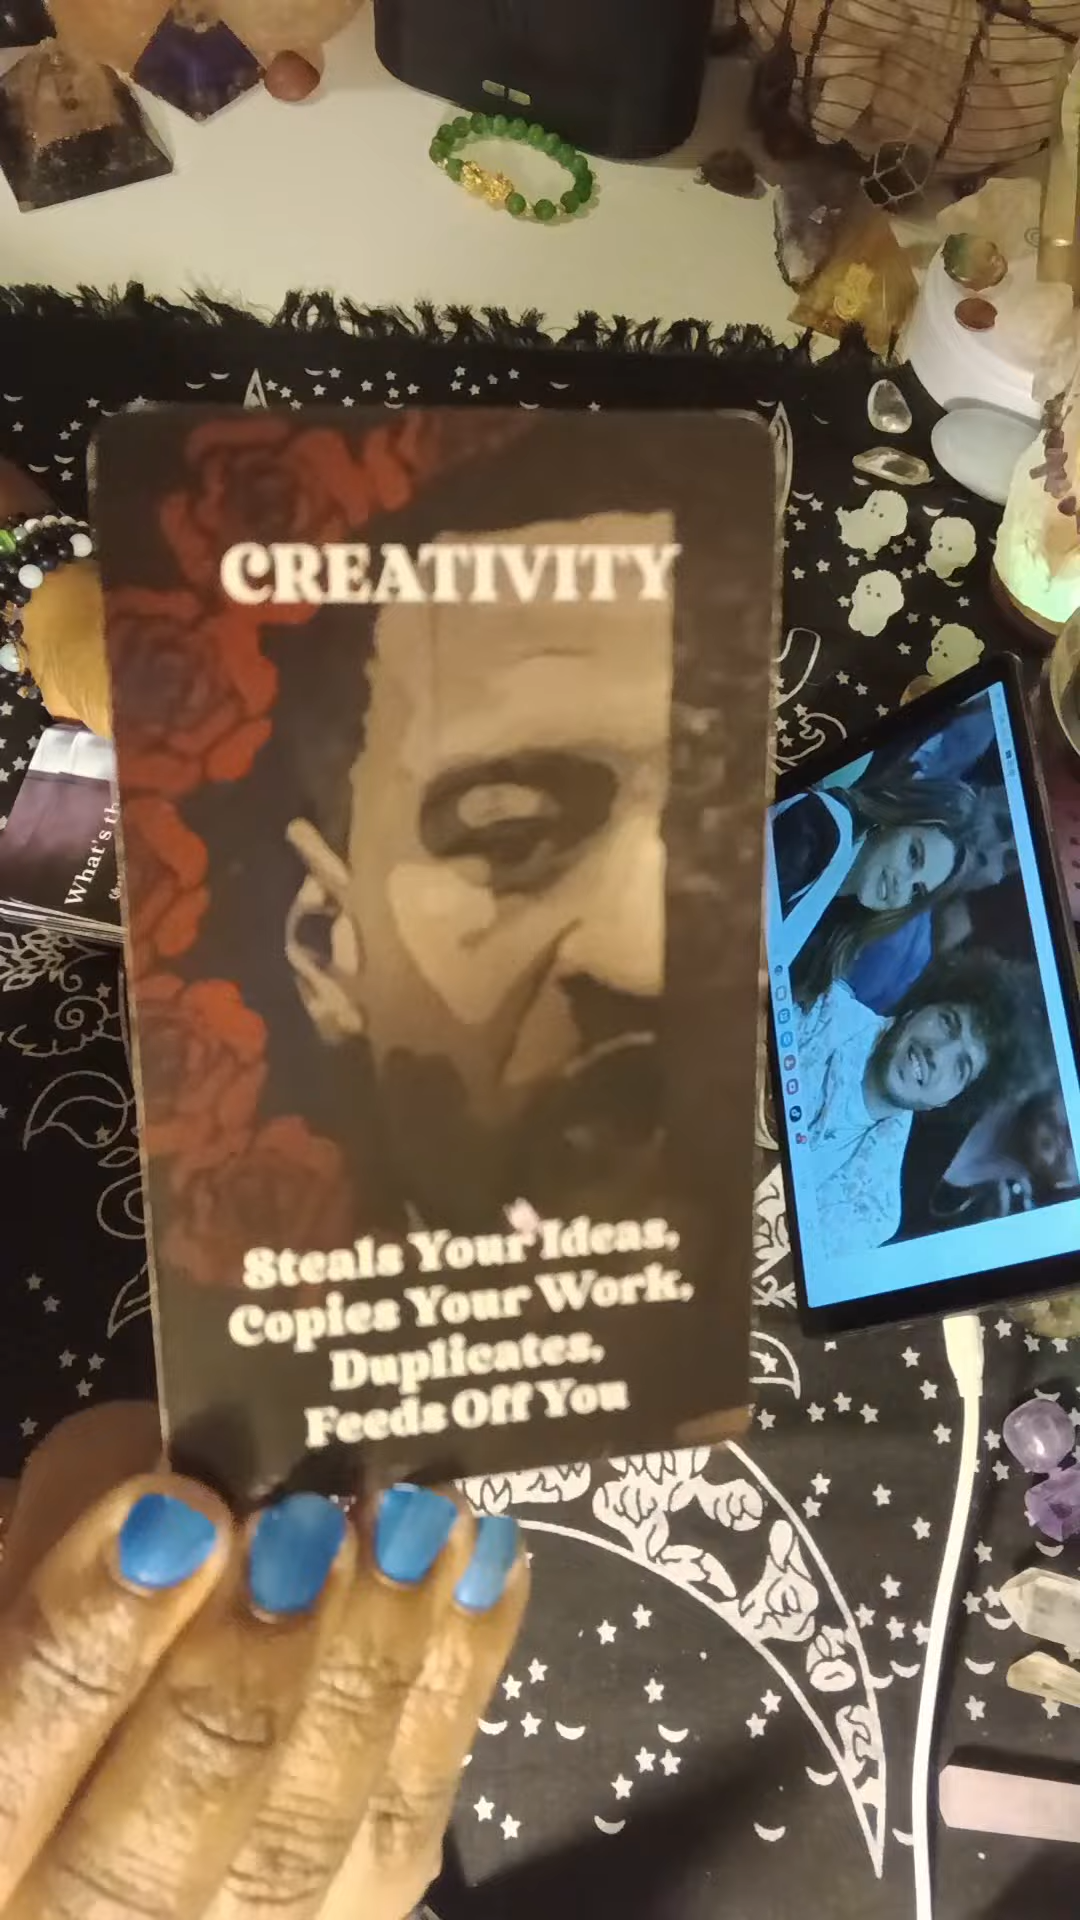 CREATIVITY
Steals Your Ideas,
Copies Your Work,
Duplicates,
Feeds Off You
What's th